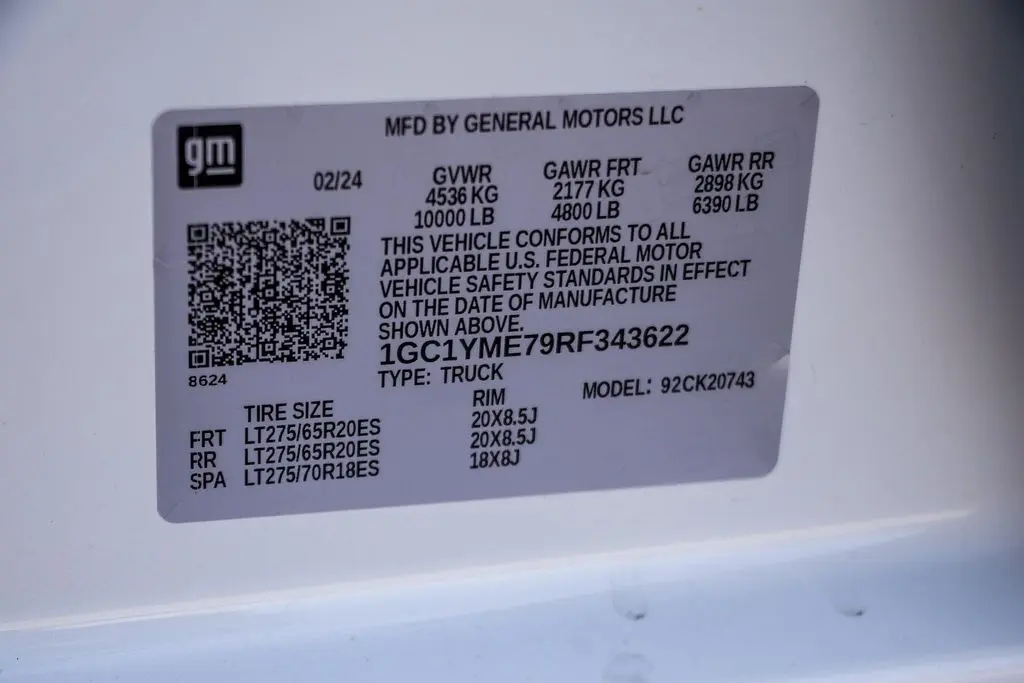 gm
MFD BY GENERAL MOTORS LLC
02/24 GVWR GAWR FRT GAWR RR
4536 KG 2177 KG 2898 KG
10000 LB 4800 LB 6390 LB
THIS VEHICLE CONFORMS TO ALL
APPLICABLE U.S. FEDERAL MOTOR
VEHICLE SAFETY STANDARDS IN EFFECT
ON THE DATE OF MANUFACTURE
SHOWN ABOVE.
1GC1YME79RF343622
8624
TYPE: TRUCK MODEL: 92CK20743
TIRE SIZE RIM
FRT LT275/65R20ES 20X8.5J
RR LT275/65R20ES 20X8.5J
SPA LT275/70R18ES 18X8J